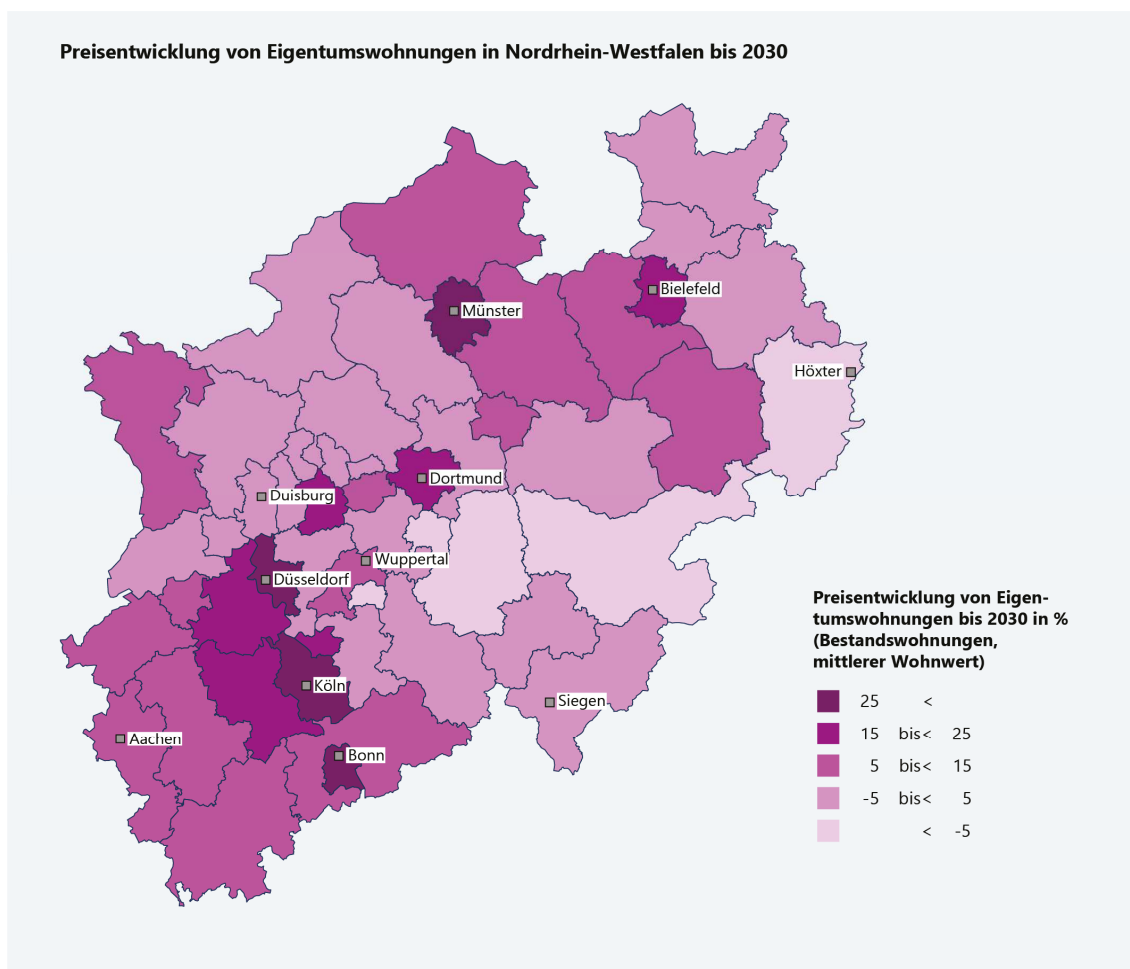 Preisentwicklung von Eigentumswohnungen in Nordrhein-Westfalen bis 2030
Bielefeld
Münster
Höxter
Dortmund
Duisburg
Wuppertal
Düsseldorf
Köln
Siegen
Aachen
Bonn
Preisentwicklung von Eigen-
tumswohnungen bis 2030 in %
(Bestandswohnungen,
mittlerer Wohnwert)
25 <
15 bis< 25
5 bis< 15
-5 bis< 5
< -5